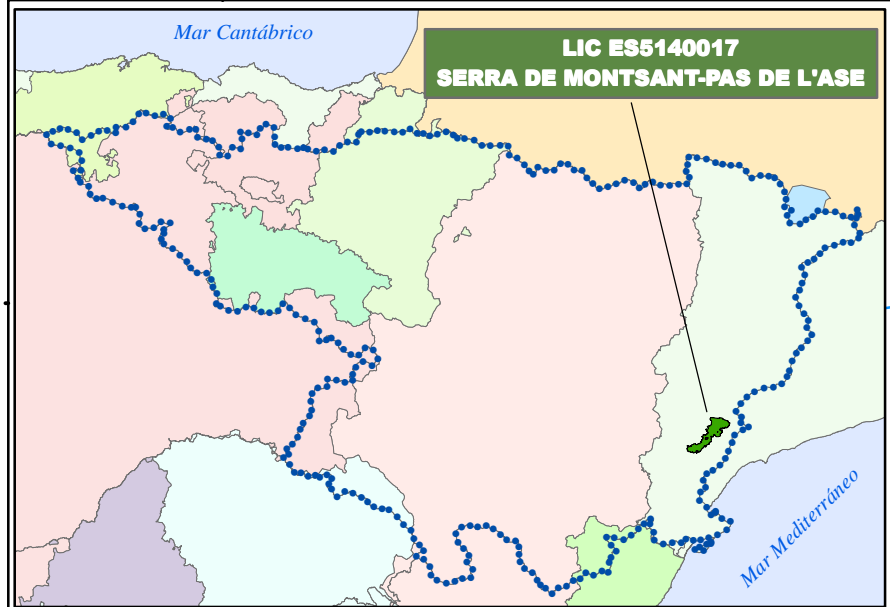 Mar Cantábrico
LIC ES5140017
SERRA DE MONTSANT-PAS DE L'ASE
Mar Mediterráneo